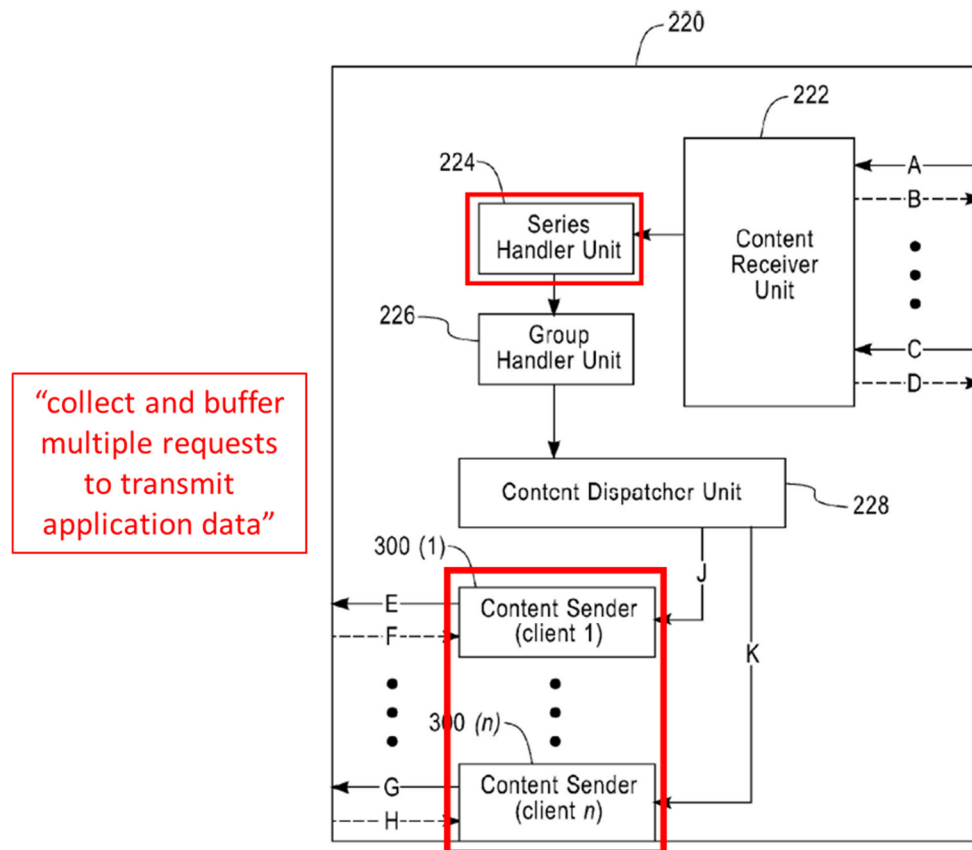 220
222
224
A
Series
Handler Unit
B
Content
Receiver
Unit
226
Group
Handler Unit
C
D
“collect and buffer
multiple requests
to transmit
application data”
Content Dispatcher Unit
228
300 (1)
J
E
Content Sender
(client 1)
F
K
300 (n)
G
Content Sender
(client n)
H